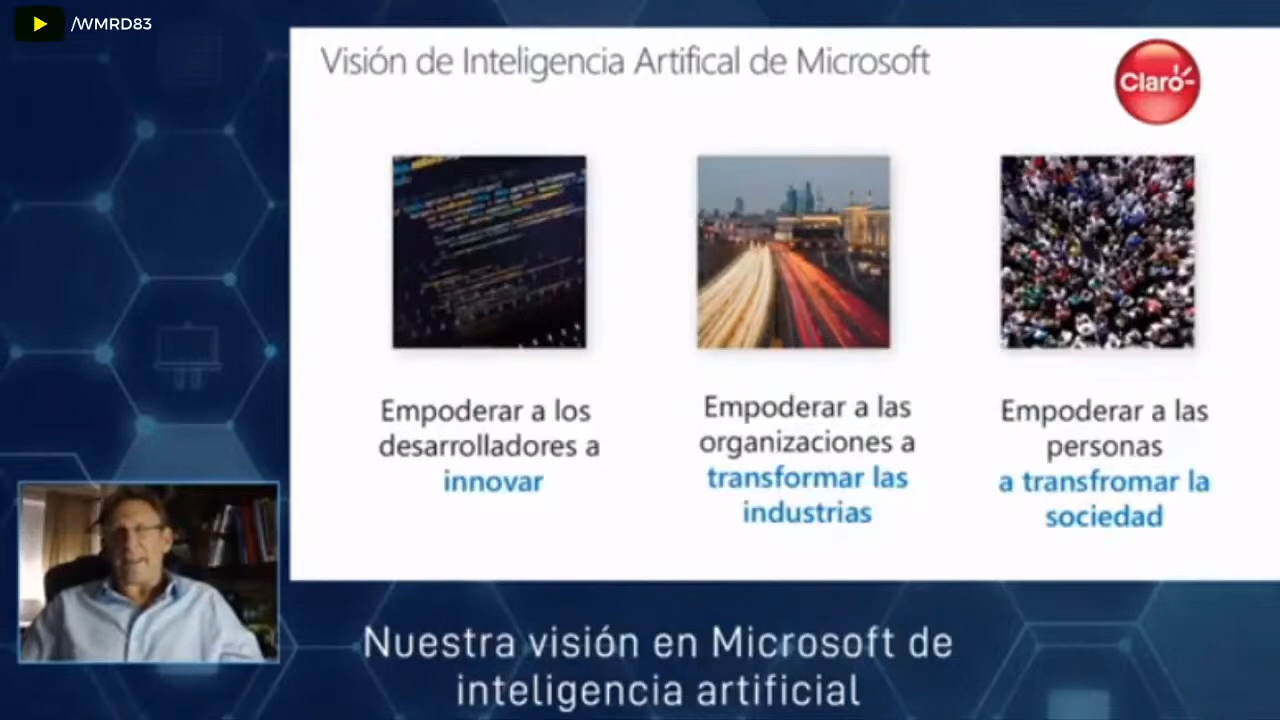 /WMRD83
Visión de Inteligencia Artifical de Microsoft
Claro
Empoderar a los
desarrolladores a
innovar
Empoderar a las
organizaciones a
transformar las
industrias
Empoderar a las
personas
a transfromar la
sociedad
Nuestra visión en Microsoft de
inteligencia artificial